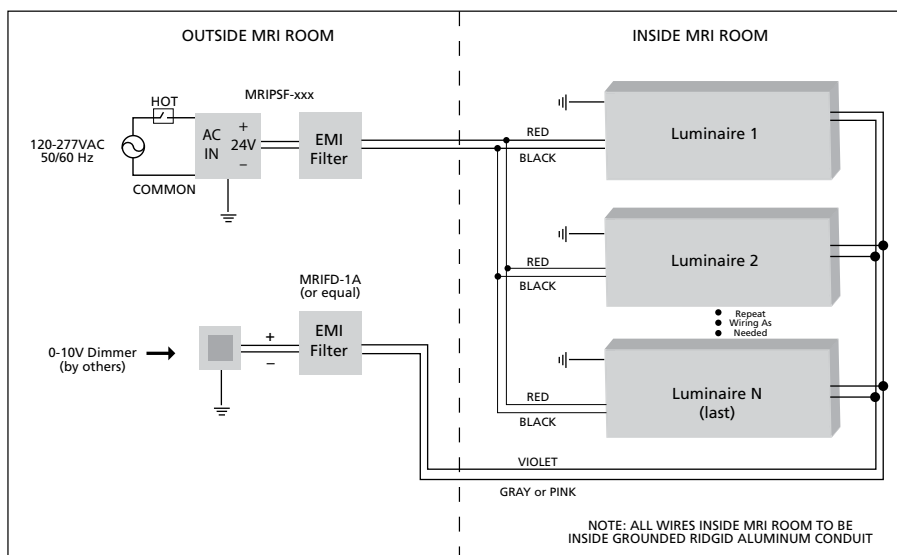 OUTSIDE MRI ROOM
INSIDE MRI ROOM
MRIPSF-xxx
HOT
120-277VAC
50/60 Hz
COMMON
AC
IN
+
24V
–
EMI
Filter
RED
BLACK
Luminaire 1
RED
BLACK
Luminaire 2
Repeat
Wiring As
Needed
MRIFD-1A
(or equal)
0-10V Dimmer
(by others)
+
–
EMI
Filter
RED
BLACK
Luminaire N
(last)
VIOLET
GRAY or PINK
NOTE: ALL WIRES INSIDE MRI ROOM TO BE
INSIDE GROUNDED RIDGID ALUMINUM CONDUIT